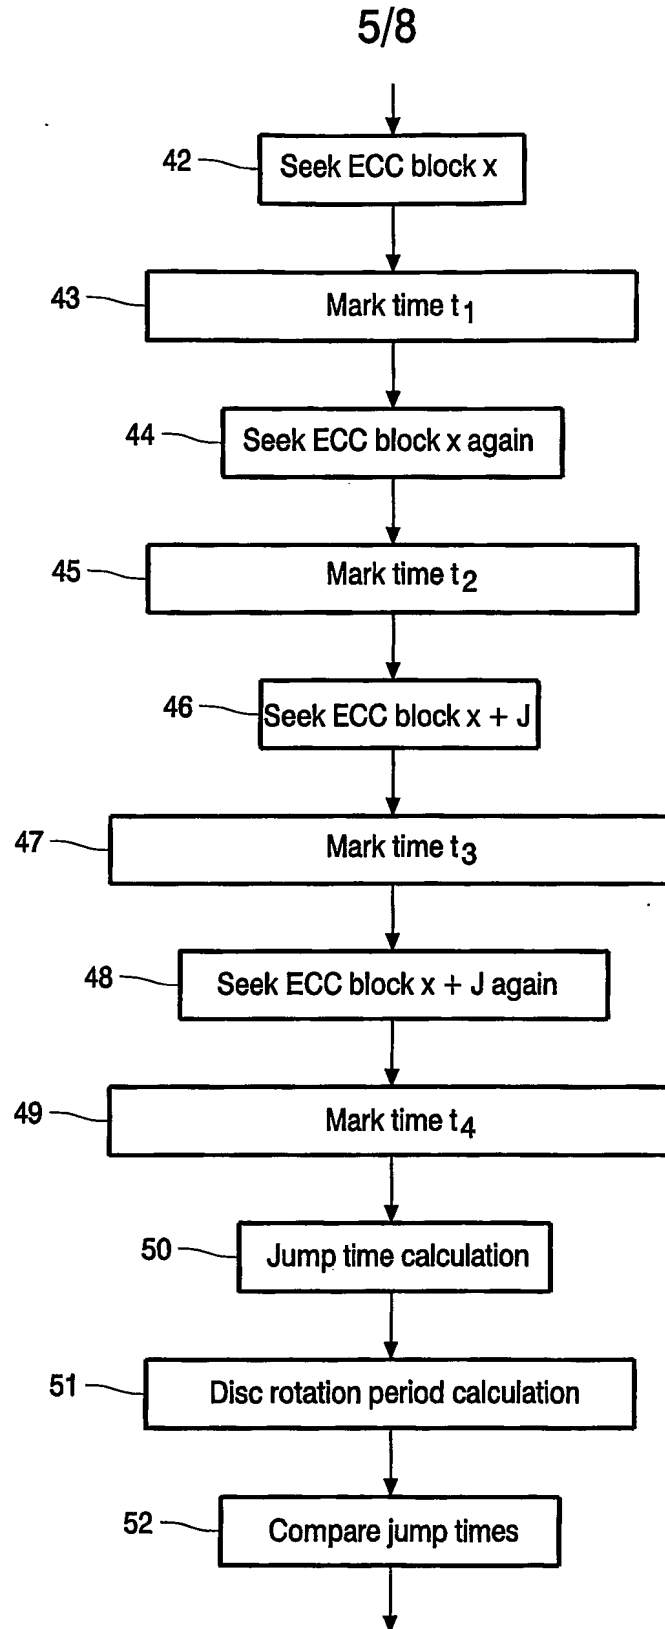 5/8
42 Seek ECC block x
43 Mark time t1
44 Seek ECC block x again
45 Mark time t2
46 Seek ECC block x + J
47 Mark time t3
48 Seek ECC block x + J again
49 Mark time t4
50 Jump time calculation
51 Disc rotation period calculation
52 Compare jump times